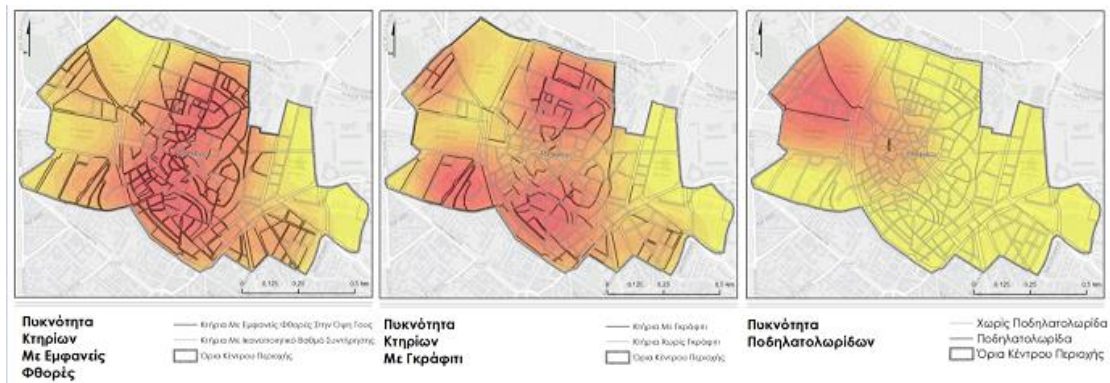 0 0,125 0,25 0,5 km
0 0,125 0,25 0,5 km
0 0,125 0,25 0,5 km
Πυκνότητα
Κτηρίων
Με Εμφανείς
Φθορές
Κτήρια Με Εμφανείς Φθορές Στην Όψη Τους
Κτήρια Με Ικανοποιητικό Βαθμό Συντήρησης
Όρια Κέντρου Περιοχής
Πυκνότητα
Κτηρίων
Με Γκράφιτι
Κτήρια Με Γκράφιτι
Κτήρια Χωρίς Γκράφιτι
Όρια Κέντρου Περιοχής
Πυκνότητα
Ποδηλατολωρίδων
Χωρίς Ποδηλατολωρίδα
Ποδηλατολωρίδα
Όρια Κέντρου Περιοχής